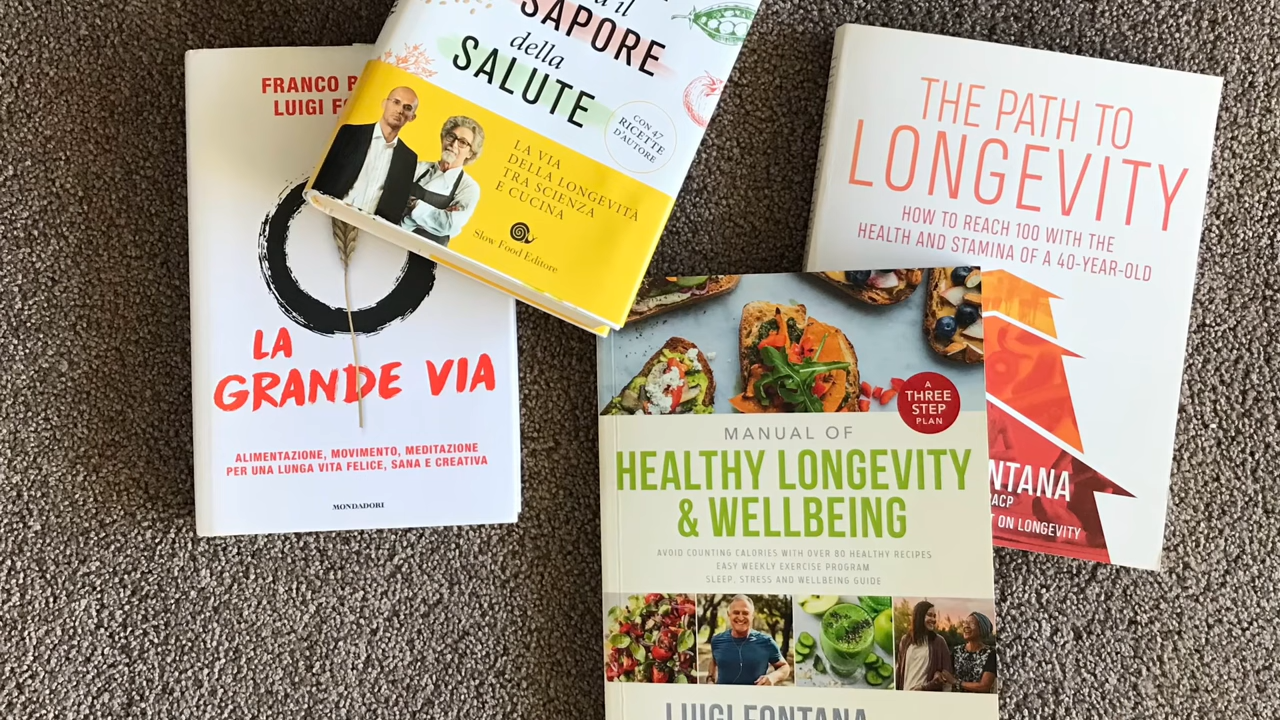 FRANCO
LUIGI
LA
GRANDE VIA
ALIMENTAZIONE, MOVIMENTO, MEDITAZIONE
PER UNA LUNGA VITA FELICE, SANA E CREATIVA
MONDADORI
il
SAPORE
della
SALUTE
CON 47
RICETTE
D'AUTORE
LA VIA
DELLA LONGEVITÀ
TRA SCIENZA
E CUCINA
Slow Food Editore
THE PATH TO
LONGEVITY
HOW TO REACH 100 WITH THE
HEALTH AND STAMINA OF A 40-YEAR-OLD
NTANA
ACP
T ON LONGEVITY
A
THREE
STEP
PLAN
MANUAL OF
HEALTHY LONGEVITY
& WELLBEING
AVOID COUNTING CALORIES WITH OVER 80 HEALTHY RECIPES
EASY WEEKLY EXERCISE PROGRAM
SLEEP, STRESS AND WELLBEING GUIDE
LUIGI FONTANA